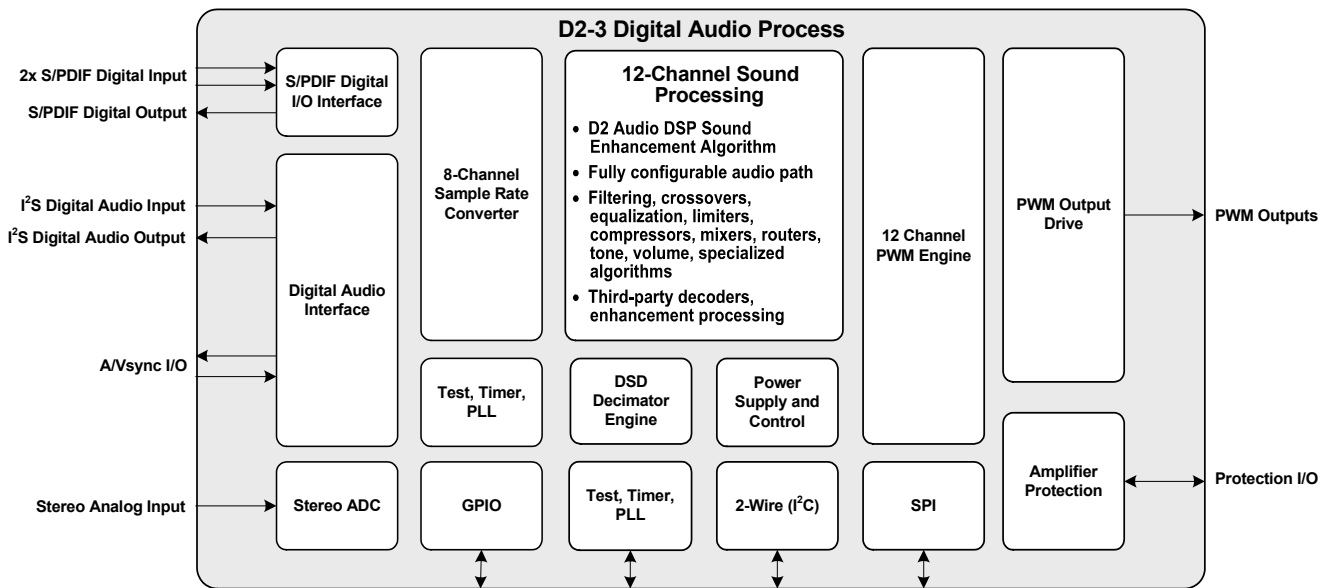 D2-3 Digital Audio Process
2x S/PDIF Digital Input
S/PDIF Digital Output
S/PDIF Digital
I/O Interface
I²S Digital Audio Input
I²S Digital Audio Output
A/Vsync I/O
Digital Audio
Interface
Stereo Analog Input
Stereo ADC
8-Channel
Sample Rate
Converter
12-Channel Sound
Processing
• D2 Audio DSP Sound
Enhancement Algorithm
• Fully configurable audio path
• Filtering, crossovers,
equalization, limiters,
compressors, mixers, routers,
tone, volume, specialized
algorithms
• Third-party decoders,
enhancement processing
12 Channel
PWM Engine
PWM Output
Drive
PWM Outputs
Test, Timer,
PLL
DSD
Decimator
Engine
Power
Supply and
Control
GPIO
Test, Timer,
PLL
2-Wire (I²C)
SPI
Amplifier
Protection
Protection I/O